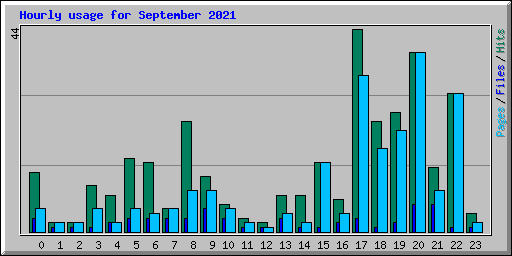 Hourly usage for September 2021
44
Pages / Files / Hits
0 1 2 3 4 5 6 7 8 9 10 11 12 13 14 15 16 17 18 19 20 21 22 23